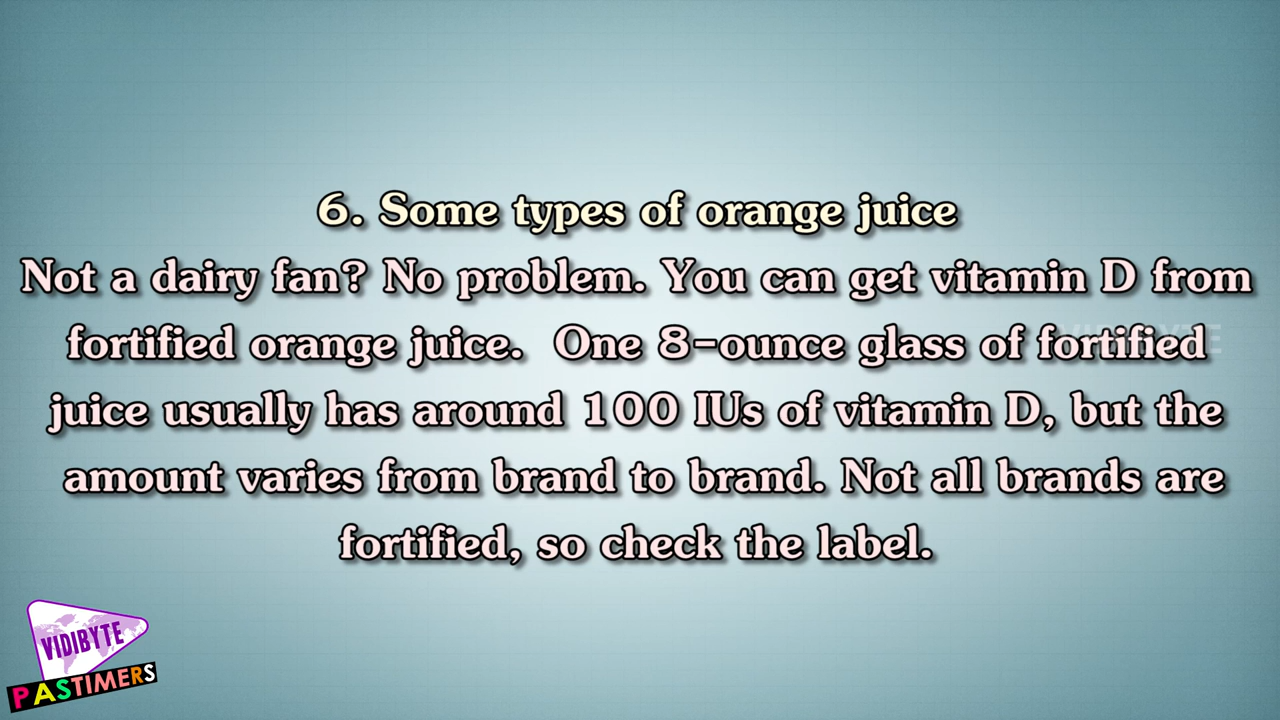 6. Some types of orange juice
Not a dairy fan? No problem. You can get vitamin D from
fortified orange juice.  One 8-ounce glass of fortified
juice usually has around 100 IUs of vitamin D, but the
amount varies from brand to brand. Not all brands are
fortified, so check the label.
VIDIBYTE
PASTIMERS